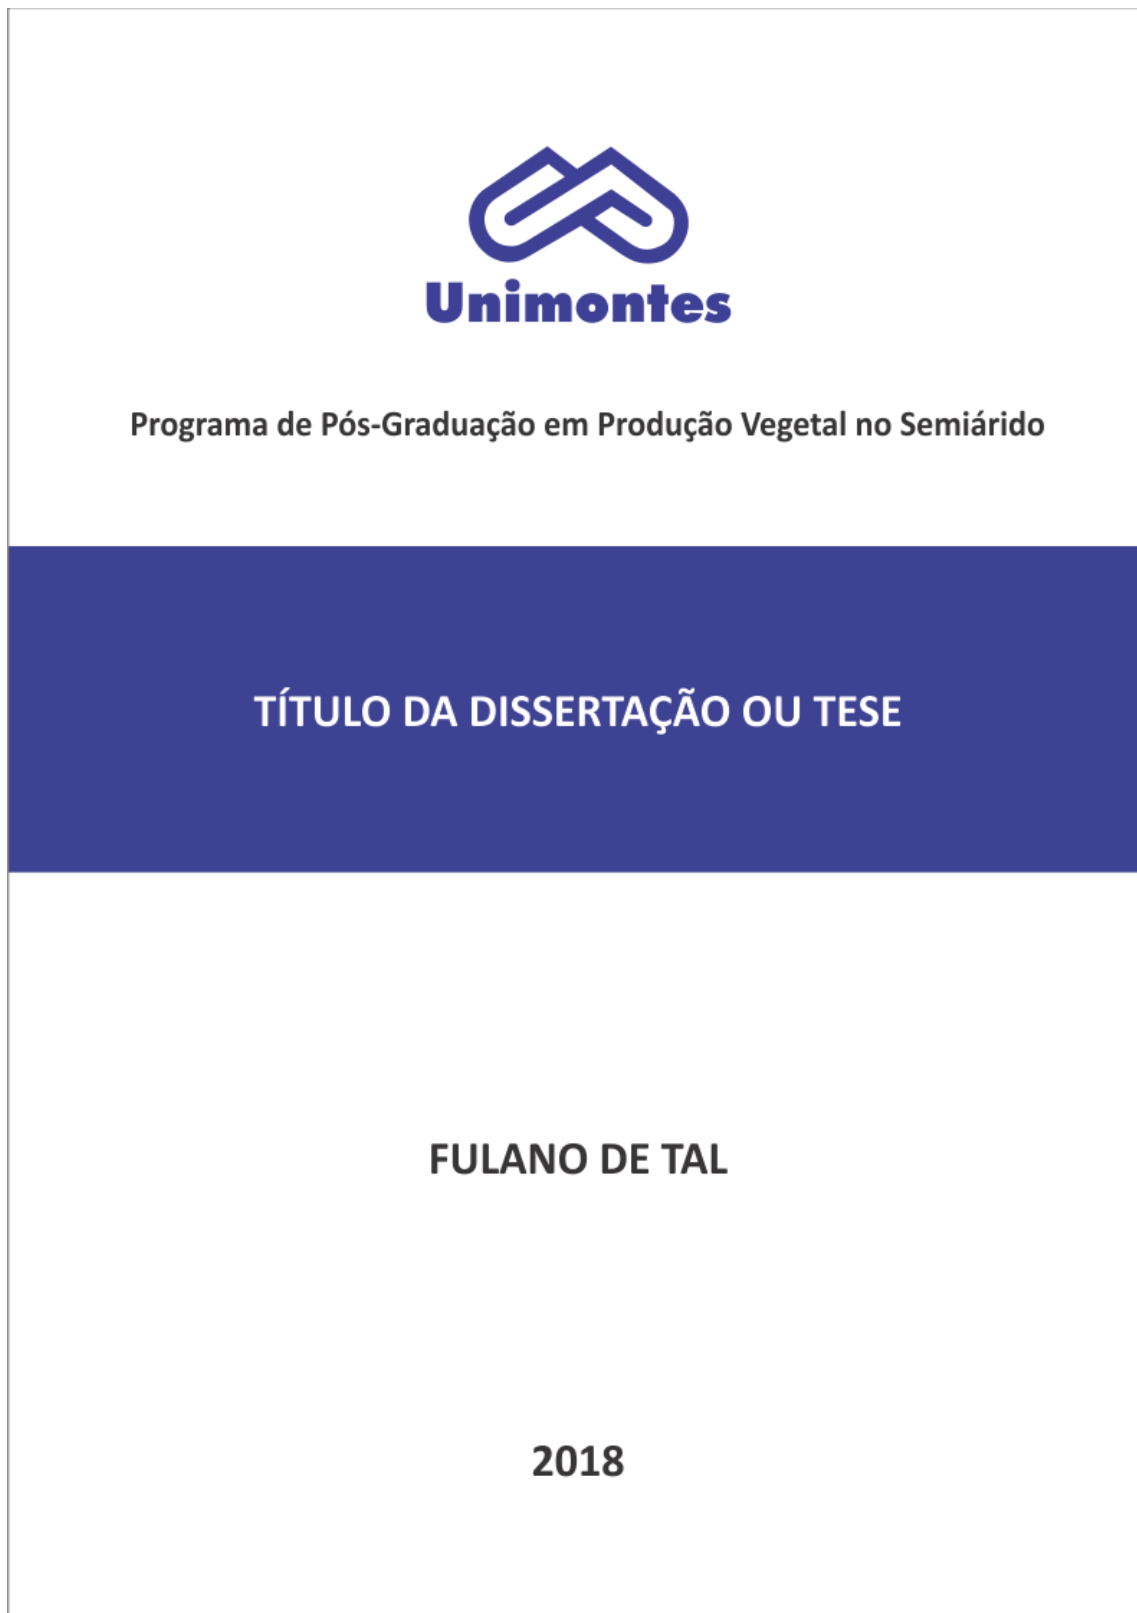 Unimontes
Programa de Pós-Graduação em Produção Vegetal no Semiárido
TÍTULO DA DISSERTAÇÃO OU TESE
FULANO DE TAL
2018